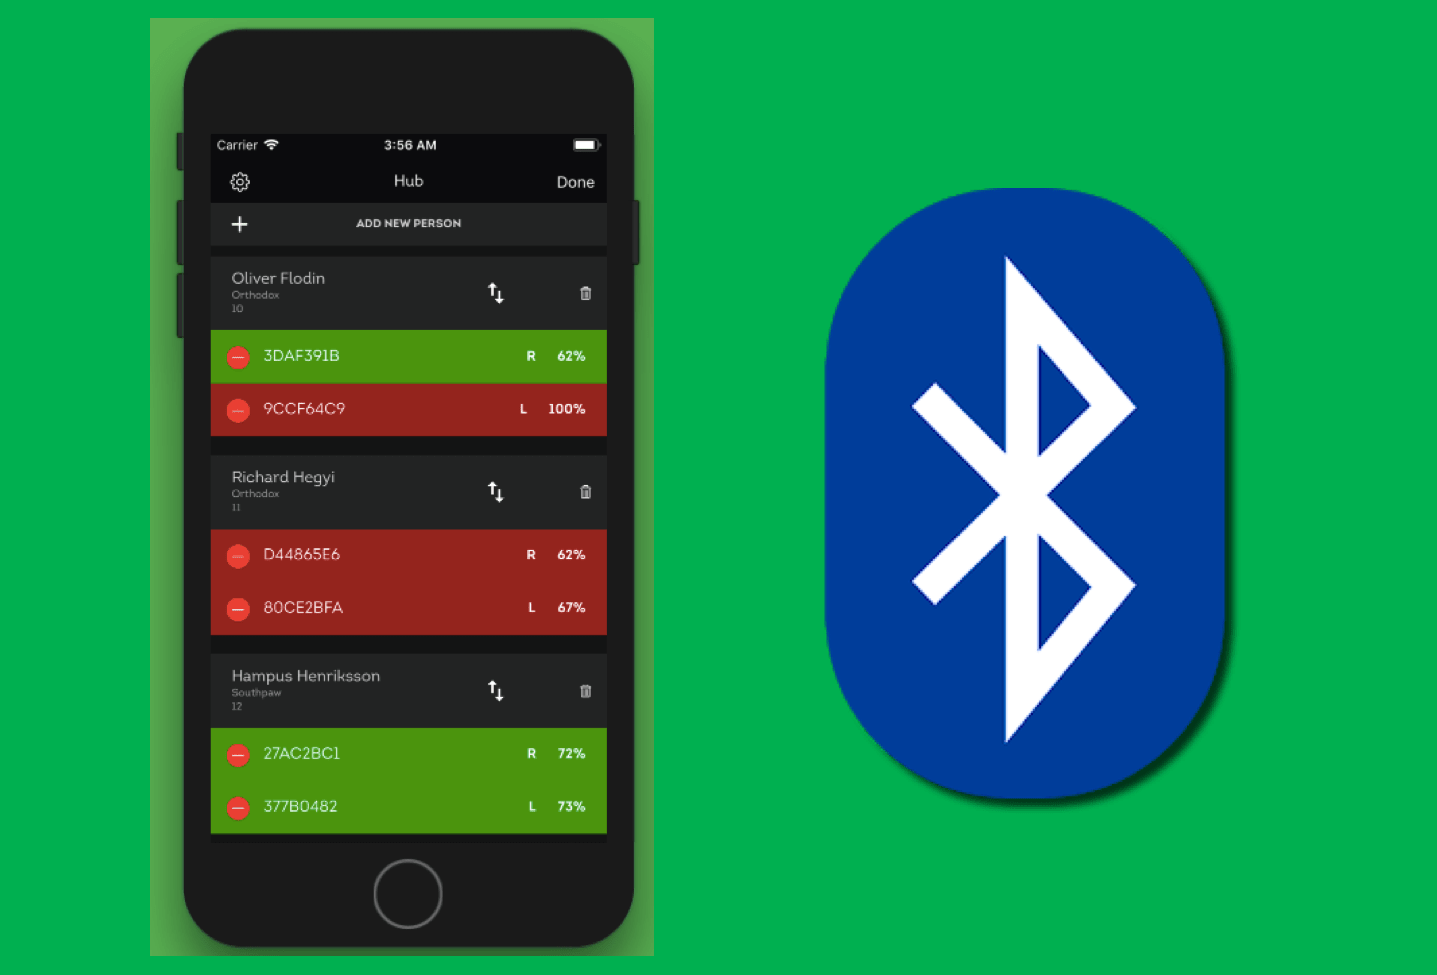 Carrier 3:56 AM
Hub Done
ADD NEW PERSON
Oliver Flodin
Orthodox
10
3DAF391B R 62%
9CCF64C9 L 100%
Richard Hegyi
Orthodox
11
D44865E6 R 62%
80CE2BFA L 67%
Hampus Henriksson
Southpaw
12
27AC2BC1 R 72%
377B0482 L 73%